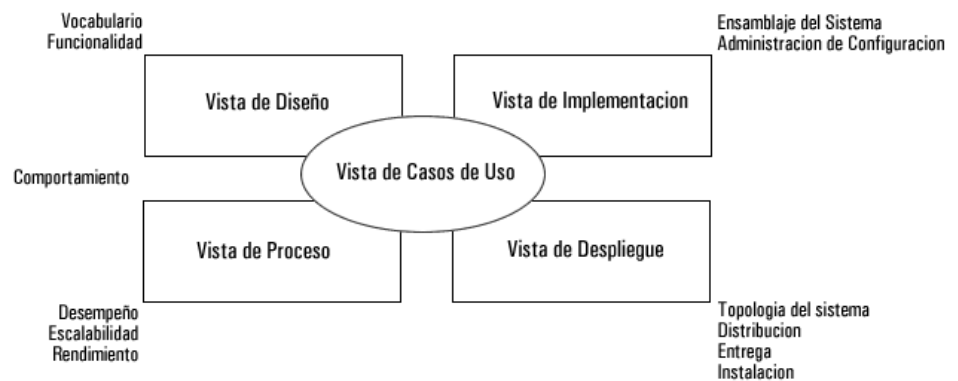 Vocabulario
Funcionalidad
Ensamblaje del Sistema
Administracion de Configuracion
Vista de Diseño
Vista de Implementacion
Vista de Casos de Uso
Comportamiento
Vista de Proceso
Vista de Despliegue
Desempeño
Escalabilidad
Rendimiento
Topologia del sistema
Distribucion
Entrega
Instalacion